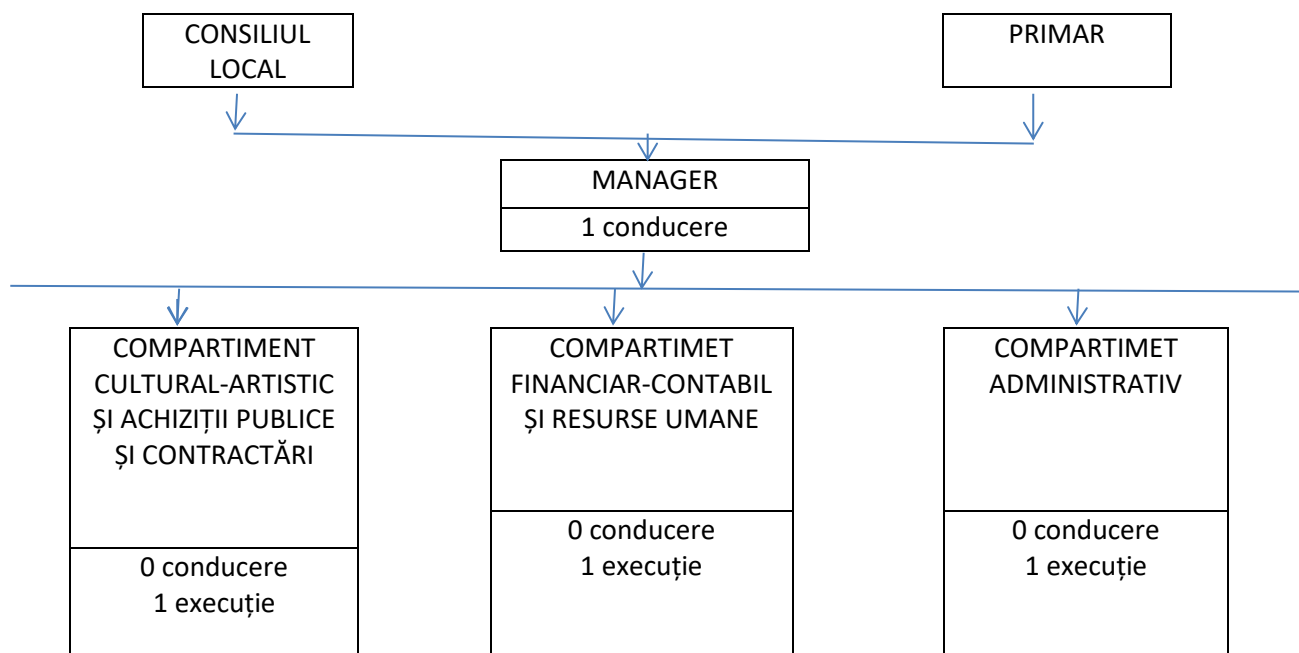 CONSILIUL
LOCAL
PRIMAR
MANAGER
1 conducere
COMPARTIMENT
CULTURAL-ARTISTIC
ȘI ACHIZIȚII PUBLICE
ȘI CONTRACTĂRI
0 conducere
1 execuție
COMPARTIMET
FINANCIAR-CONTABIL
ȘI RESURSE UMANE
0 conducere
1 execuție
COMPARTIMET
ADMINISTRATIV
0 conducere
1 execuție